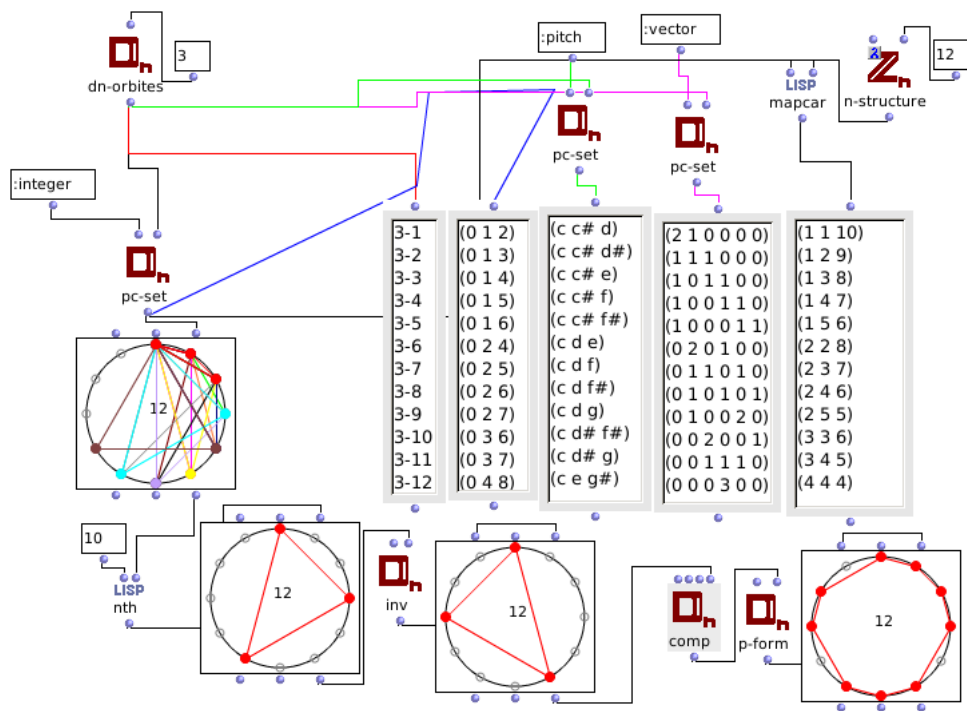 3
:pitch
:vector
12
dn-orbites
LISP
mapcar
n-structure
pc-set
pc-set
:integer
pc-set
3-1
3-2
3-3
3-4
3-5
3-6
3-7
3-8
3-9
3-10
3-11
3-12
(0 1 2)
(0 1 3)
(0 1 4)
(0 1 5)
(0 1 6)
(0 2 4)
(0 2 5)
(0 2 6)
(0 2 7)
(0 3 6)
(0 3 7)
(0 4 8)
(c c# d)
(c c# d#)
(c c# e)
(c c# f)
(c c# f#)
(c d e)
(c d f)
(c d f#)
(c d g)
(c d# f#)
(c d# g)
(c e g#)
(2 1 0 0 0 0)
(1 1 1 0 0 0)
(1 0 1 1 0 0)
(1 0 0 1 1 0)
(1 0 0 0 1 1)
(0 2 0 1 0 0)
(0 1 1 0 1 0)
(0 1 0 1 0 1)
(0 1 0 0 2 0)
(0 0 2 0 0 1)
(0 0 1 1 1 0)
(0 0 0 3 0 0)
(1 1 10)
(1 2 9)
(1 3 8)
(1 4 7)
(1 5 6)
(2 2 8)
(2 3 7)
(2 4 6)
(2 5 5)
(3 3 6)
(3 4 5)
(4 4 4)
12
10
LISP
nth
12
inv
12
comp
p-form
12